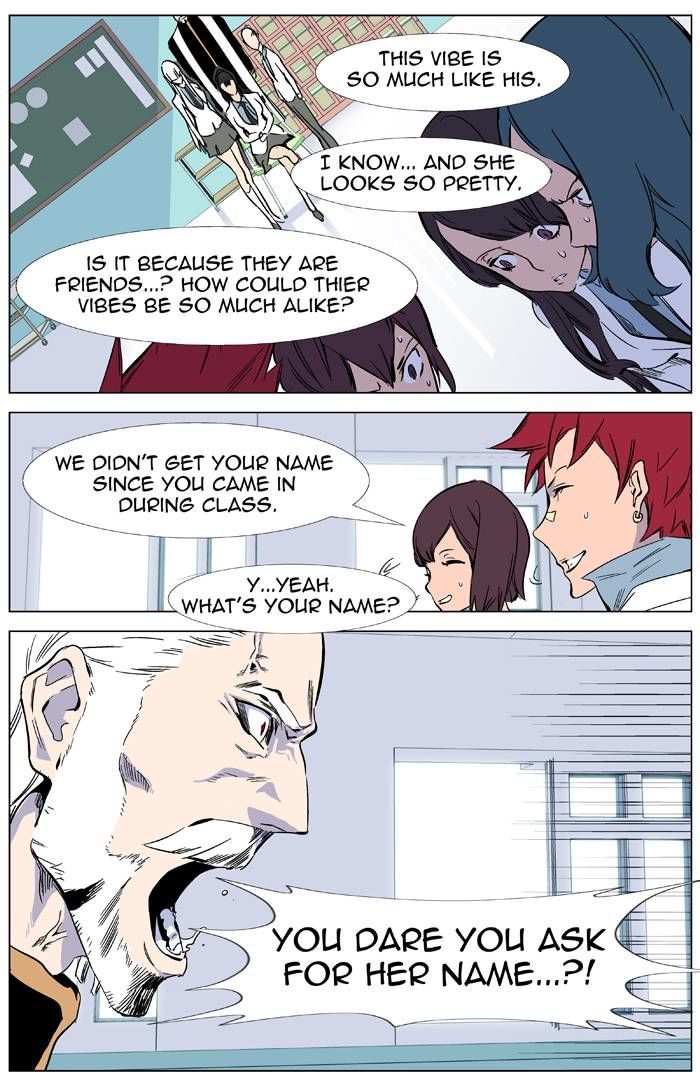 THIS VIBE IS
SO MUCH LIKE HIS.
I KNOW... AND SHE
LOOKS SO PRETTY.
IS IT BECAUSE THEY ARE
FRIENDS...? HOW COULD THIER
VIBES BE SO MUCH ALIKE?
WE DIDN'T GET YOUR NAME
SINCE YOU CAME IN
DURING CLASS.
Y...YEAH.
WHAT'S YOUR NAME?
YOU DARE YOU ASK
FOR HER NAME...?!